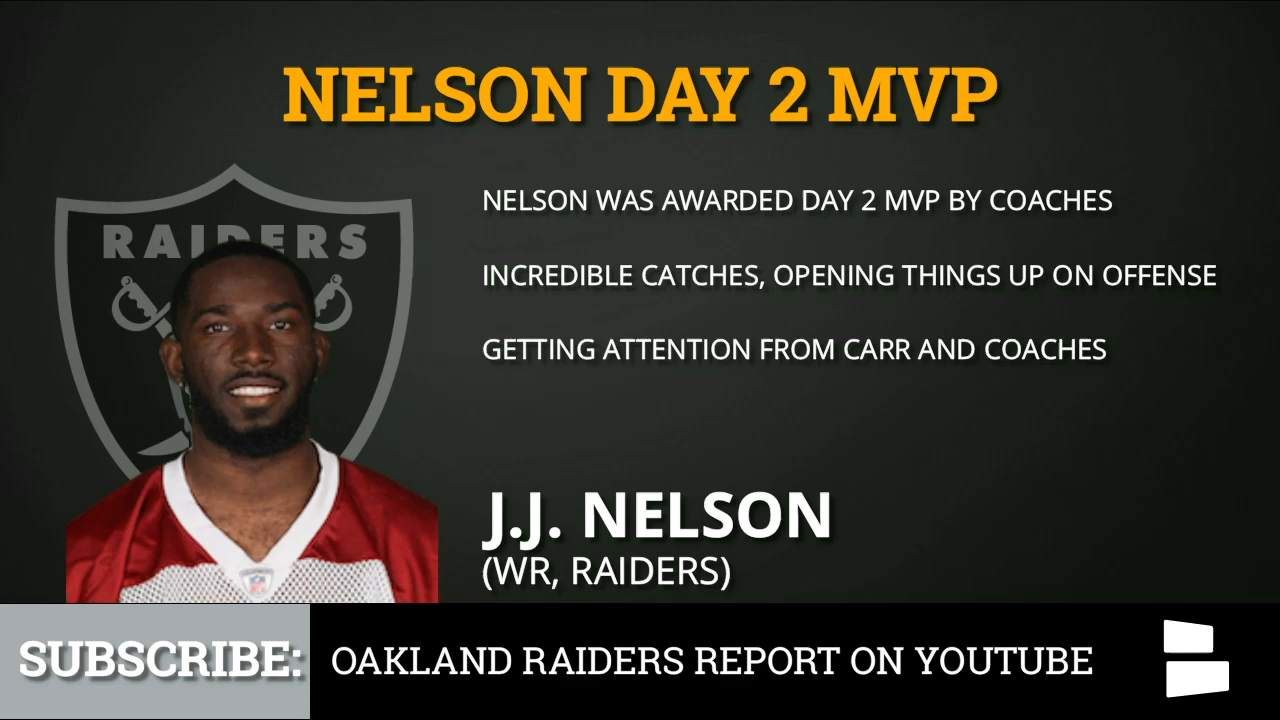 NELSON DAY 2 MVP
RAIDERS
NELSON WAS AWARDED DAY 2 MVP BY COACHES
INCREDIBLE CATCHES, OPENING THINGS UP ON OFFENSE
GETTING ATTENTION FROM CARR AND COACHES
J.J. NELSON
(WR, RAIDERS)
SUBSCRIBE: OAKLAND RAIDERS REPORT ON YOUTUBE